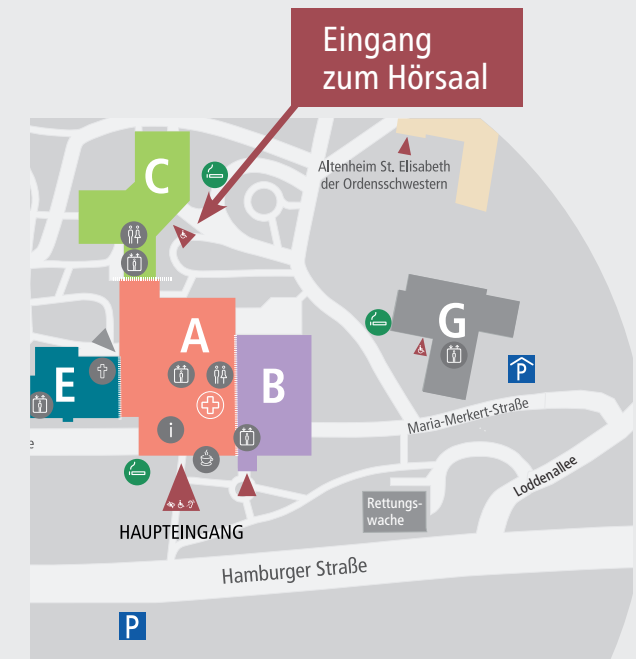 Eingang
zum Hörsaal
Altenheim St. Elisabeth
der Ordensschwestern
C
A
G
E
B
i
P
Maria-Merkert-Straße
e
Loddenallee
Rettungs-
wache
HAUPTEINGANG
Hamburger Straße
P